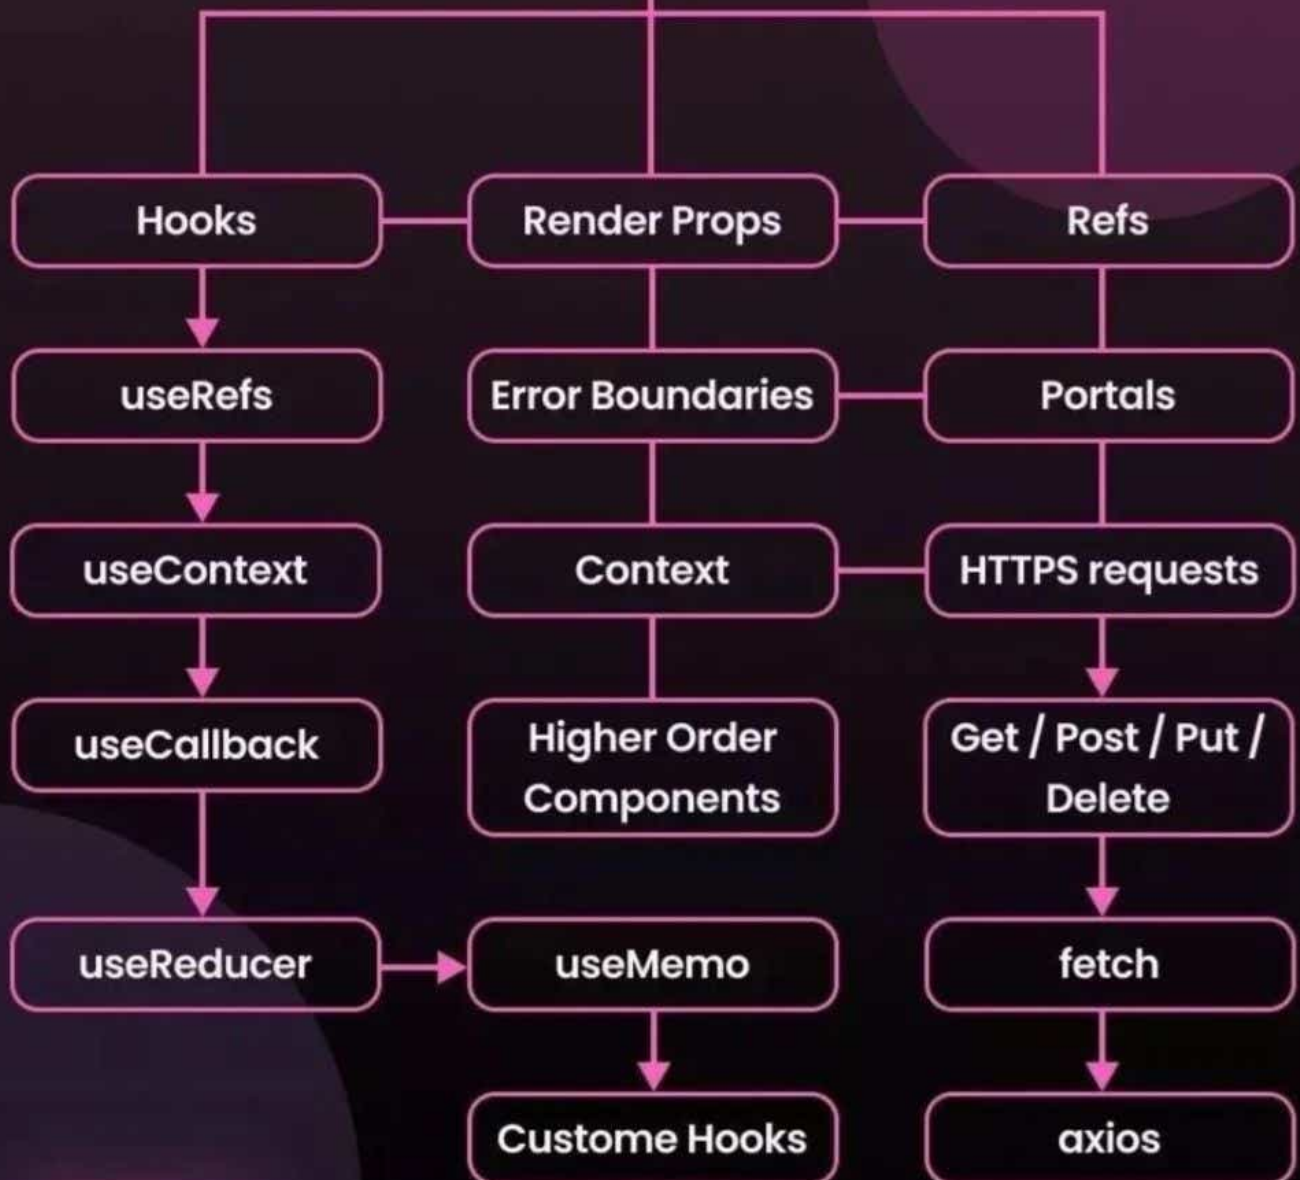 Hooks
Render Props
Refs
useRefs
Error Boundaries
Portals
useContext
Context
HTTPS requests
useCallback
Higher Order
Components
Get / Post / Put /
Delete
useReducer
useMemo
fetch
Custome Hooks
axios